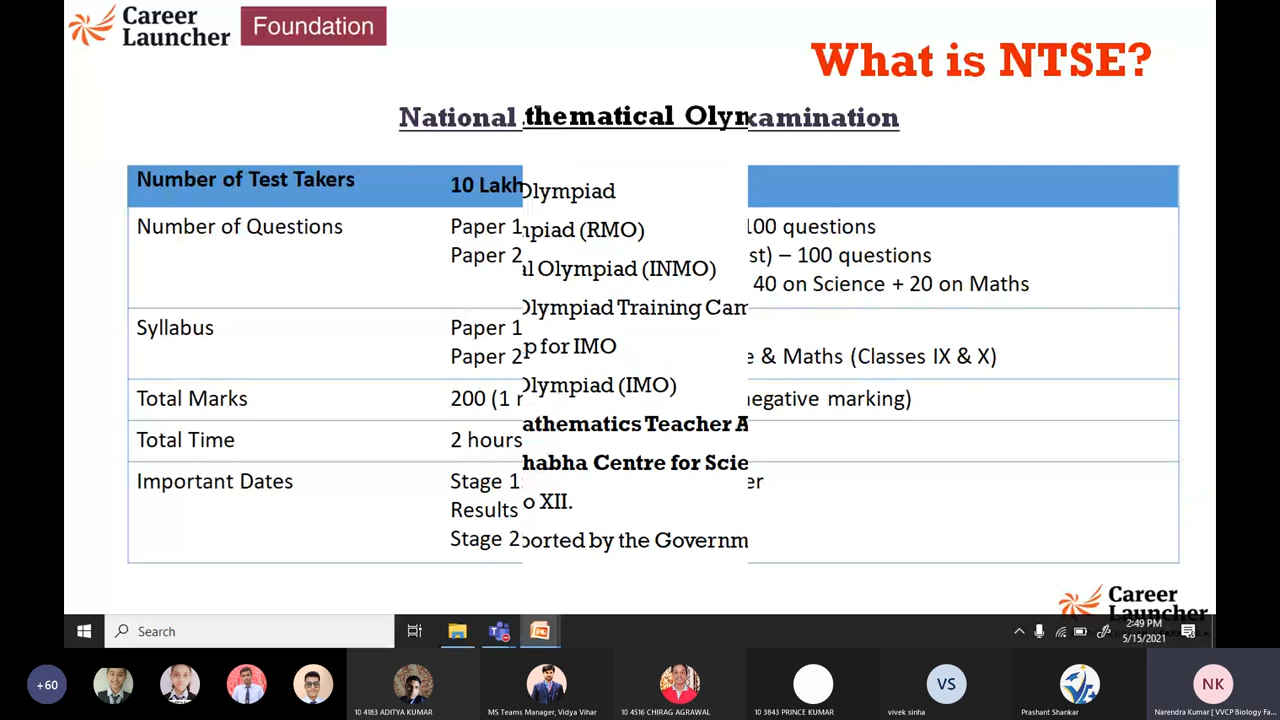 Career
Launcher
Foundation
What is NTSE?
National thematical Olym xamination
Number of Test Takers
10 Lakh
Olympiad
Number of Questions
Paper 1
mpiad (RMO)
100 questions
Paper 2
al Olympiad (INMO)
st) – 100 questions
40 on Science + 20 on Maths
Olympiad Training Cam
Syllabus
Paper 1
p for IMO
Paper 2
e & Maths (Classes IX & X)
Olympiad (IMO)
Total Marks
200 (1
negative marking)
athematics Teacher A
Total Time
2 hours
habha Centre for Scie
Important Dates
Stage 1
er
o XII.
Results
Stage 2
ported by the Governm
Career
Launcher
Search
2:49 PM
5/15/2021
+60
10 4183 ADITYA KUMAR
MS Teams Manager, Vidya Vihar
10 4516 CHIRAG AGRAWAL
10 3843 PRINCE KUMAR
VS
vivek sinha
Prashant Shankar
NK
Narendra Kumar [ VVCP Biology Fa...